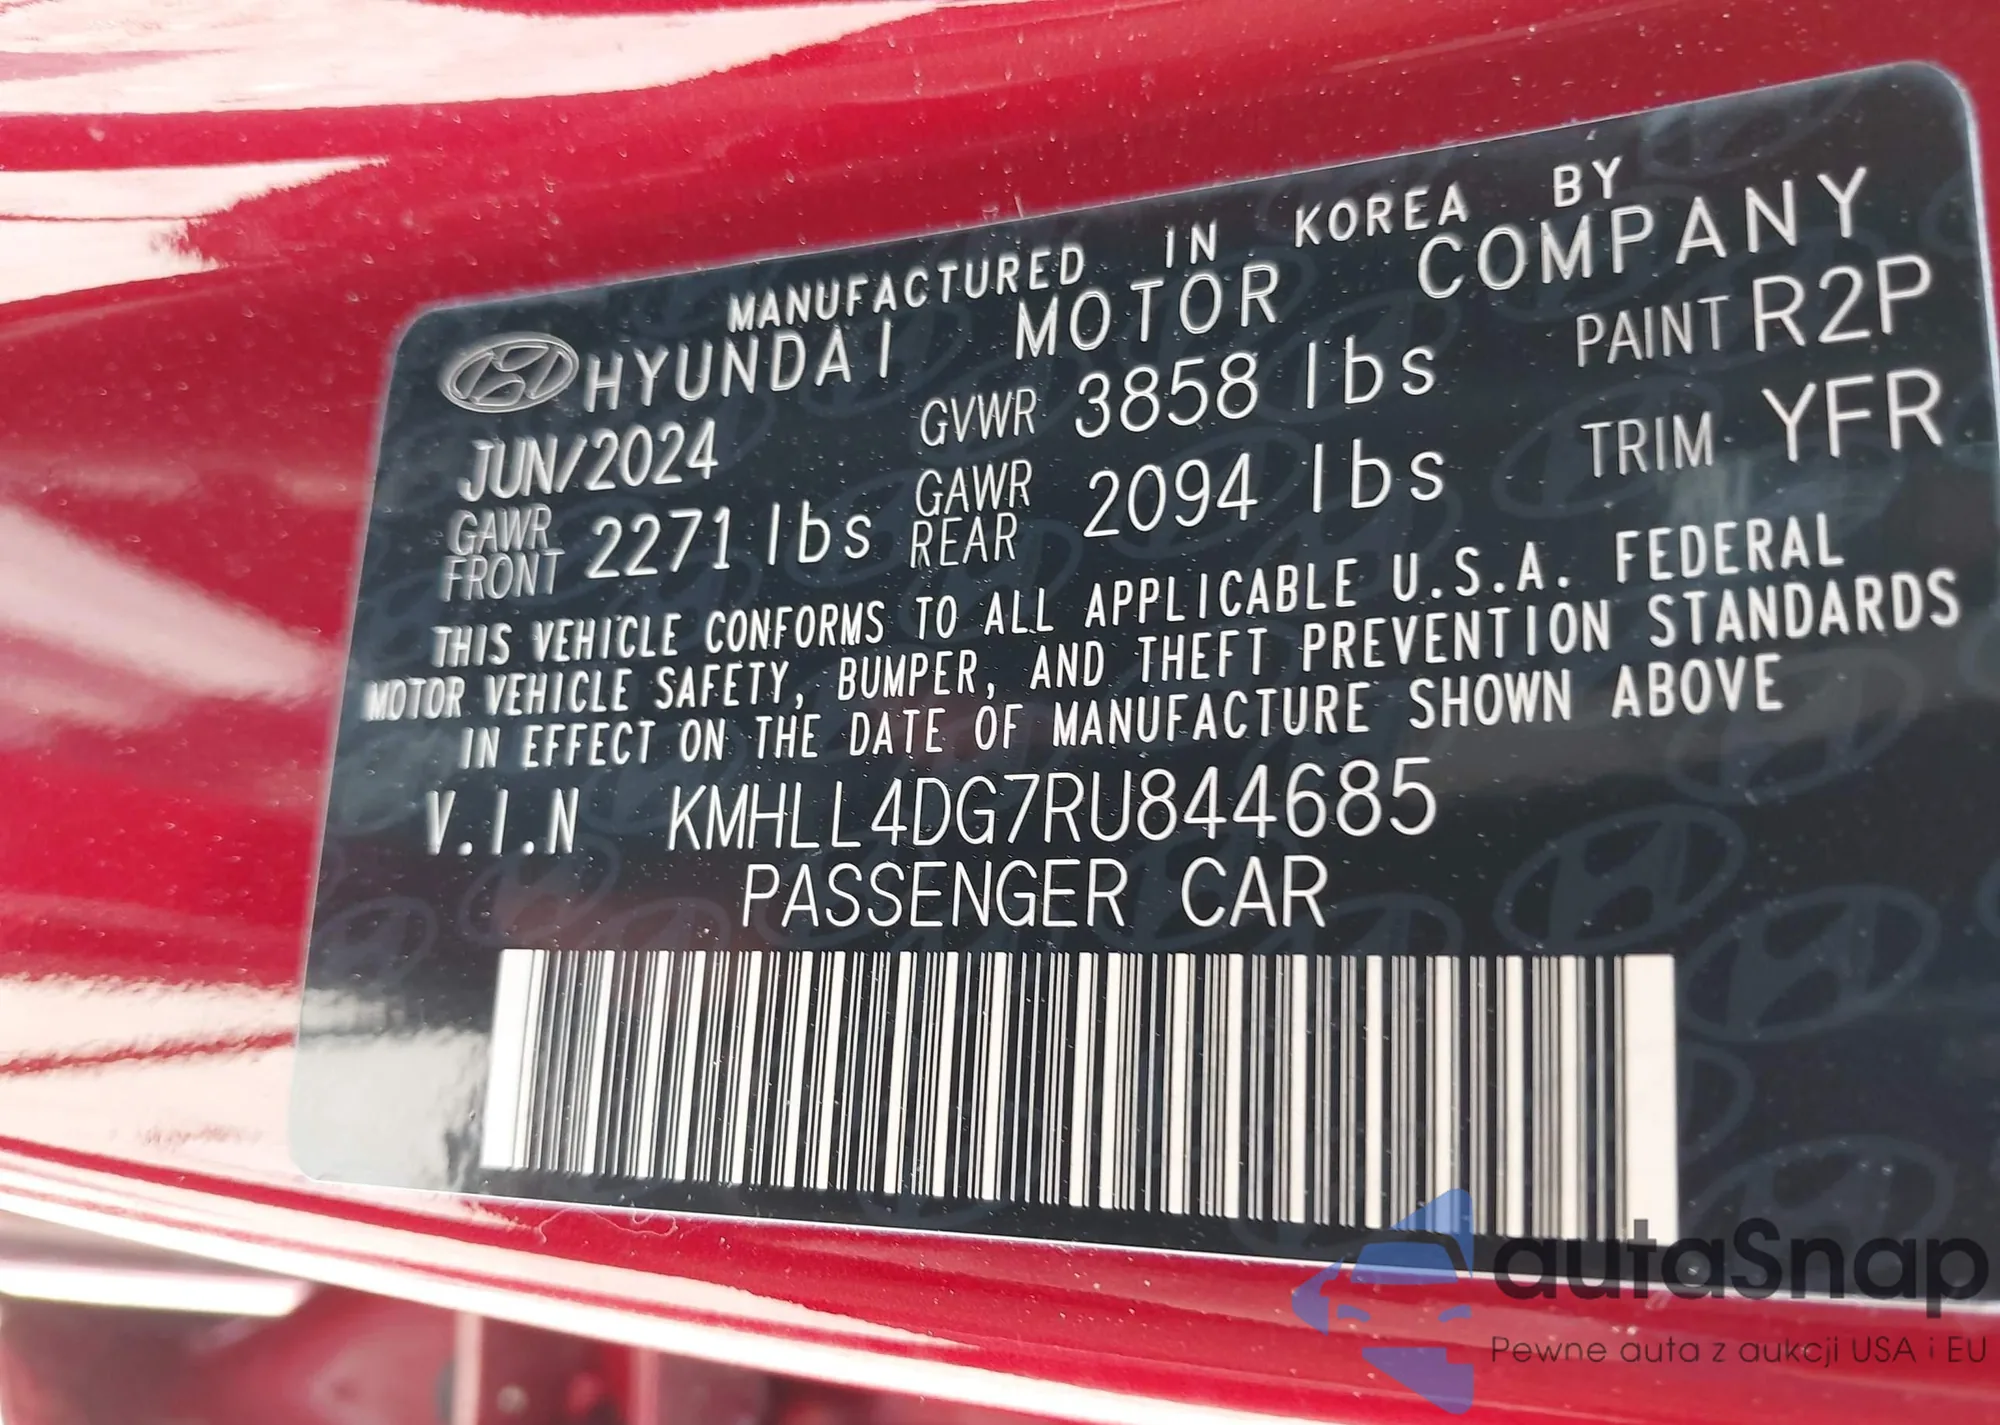 MANUFACTURED IN KOREA BY
HYUNDAI MOTOR COMPANY
JUN/2024 GVWR 3858 lbs PAINT R2P
GAWR FRONT 2271 lbs GAWR REAR 2094 lbs TRIM YFR
THIS VEHICLE CONFORMS TO ALL APPLICABLE U.S.A. FEDERAL
MOTOR VEHICLE SAFETY, BUMPER, AND THEFT PREVENTION STANDARDS
IN EFFECT ON THE DATE OF MANUFACTURE SHOWN ABOVE
V.I.N KMHLL4DG7RU844685
PASSENGER CAR
autaSnap
Pewne auta z aukcji USA i EU